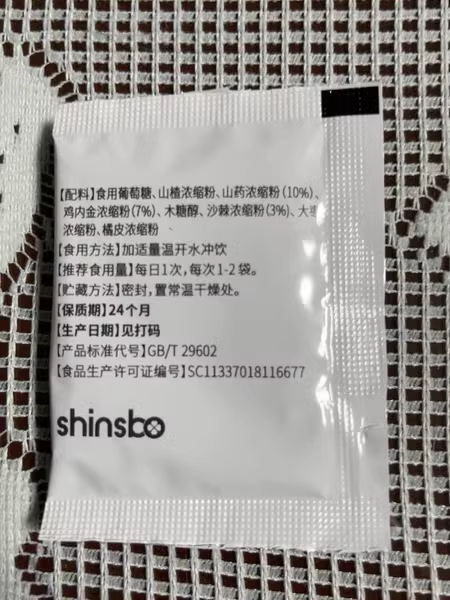 【配料】食用葡萄糖、山楂浓缩粉、山药浓缩粉(10%)、
鸡内金浓缩粉(7%)、木糖醇、沙棘浓缩粉(3%)、大枣
浓缩粉、橘皮浓缩粉
【食用方法】加适量温开水冲饮
【推荐食用量】每日1次,每次1-2袋。
【贮藏方法】密封,置常温干燥处。
【保质期】24个月
【生产日期】见打码
【产品标准代号】GB/T 29602
【食品生产许可证编号】SC11337018116677
shinsbo